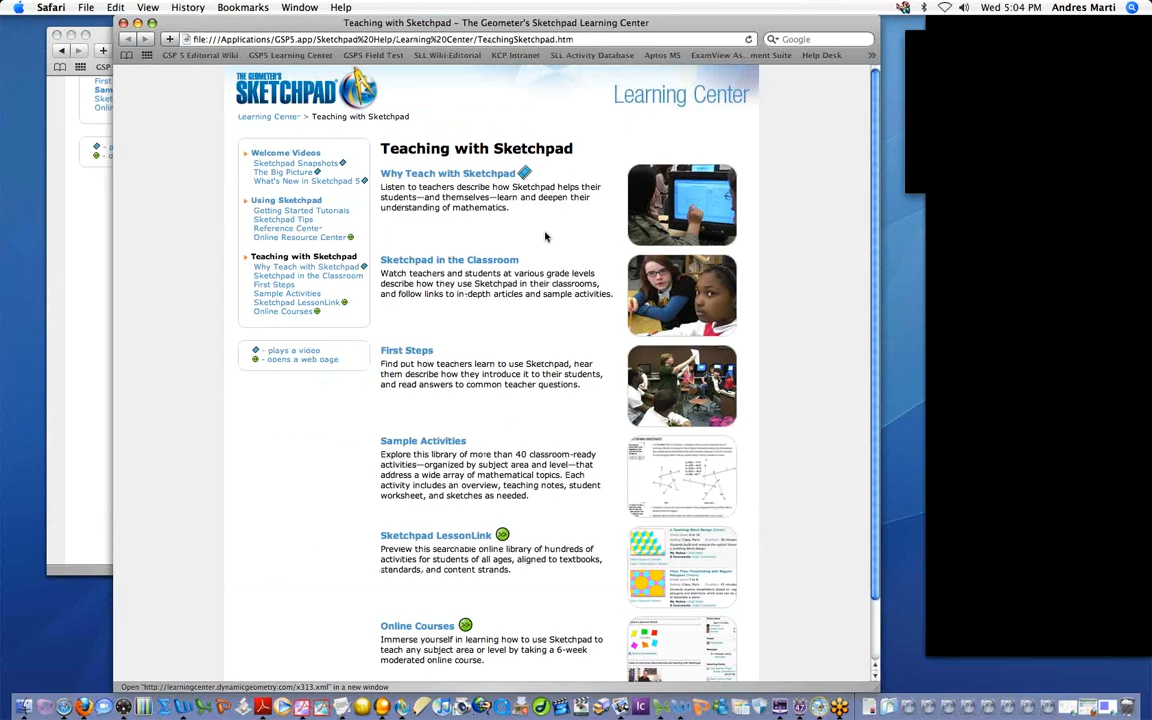 Safari File Edit View History Bookmarks Window Help Wed 5:04 PM Andres Marti
Teaching with Sketchpad – The Geometer's Sketchpad Learning Center
file:///Applications/GSP5.app/Sketchpad%20Help/Learning%20Center/TeachingSketchpad.htm
Google
GSP 5 Editorial Wiki GSP Learning Center GSP5 Field Test SLL Wiki:Editorial KCP Intranet SLL Activity Database Aptos MS ExamView As...ment Suite Help Desk
THE GEOMETER'S
SKETCHPAD
Learning Center
Learning Center > Teaching with Sketchpad
Welcome Videos
Sketchpad Snapshots
The Big Picture
What's New in Sketchpad 5
Using Sketchpad
Getting Started Tutorials
Sketchpad Tips
Reference Center
Online Resource Center
Teaching with Sketchpad
Why Teach with Sketchpad
Sketchpad in the Classroom
First Steps
Sample Activities
Sketchpad LessonLink
Online Courses
- plays a video
- opens a web page
Teaching with Sketchpad
Why Teach with Sketchpad
Listen to teachers describe how Sketchpad helps their
students—and themselves—learn and deepen their
understanding of mathematics.
Sketchpad in the Classroom
Watch teachers and students at various grade levels
describe how they use Sketchpad in their classrooms,
and follow links to in-depth articles and sample activities.
First Steps
Find out how teachers learn to use Sketchpad, hear
them describe how they introduce it to their students,
and read answers to common teacher questions.
Sample Activities
Explore this library of more than 40 classroom-ready
activities—organized by subject area and level—that
address a wide array of mathematical topics. Each
activity includes an overview, teaching notes, student
worksheet, and sketches as needed.
Sketchpad LessonLink
Preview this searchable online library of hundreds of
activities for students of all ages, aligned to textbooks,
standards, and content strands.
Online Courses
Immerse yourself in learning how to use Sketchpad to
teach any subject area or level by taking a 6-week
moderated online course.
Open "http://learningcenter.dynamicgeometry.com/x313.xml" in a new window